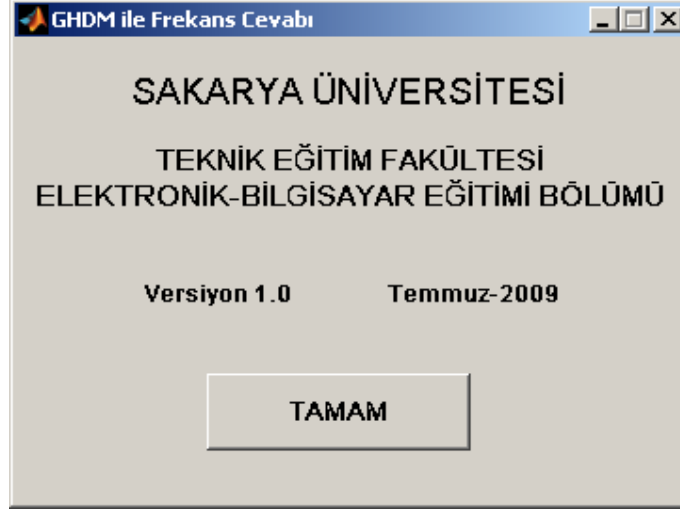 GHDM ile Frekans Cevabı
SAKARYA ÜNİVERSİTESİ
TEKNİK EĞİTİM FAKÜLTESİ
ELEKTRONİK-BİLGİSAYAR EĞİTİMİ BÖLÜMÜ
Versiyon 1.0 Temmuz-2009
TAMAM